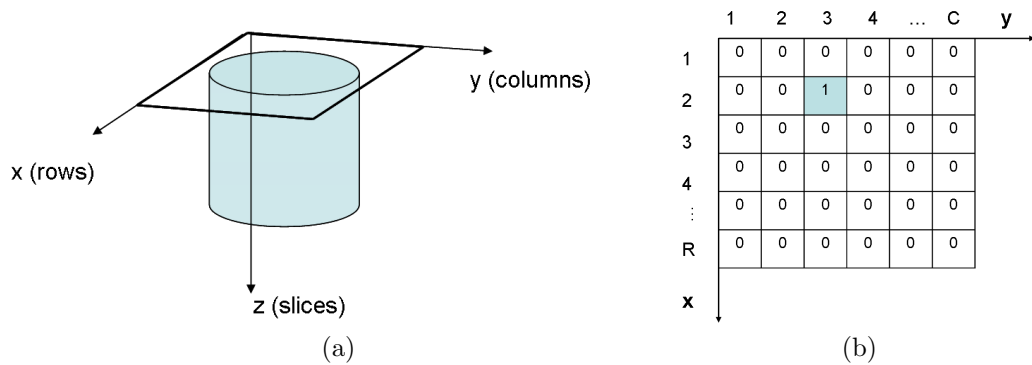 y (columns)
x (rows)
z (slices)
(a)
1 2 3 4 ... C y
1 0 0 0 0 0 0
2 0 0 1 0 0 0
3 0 0 0 0 0 0
4 0 0 0 0 0 0
⋮ 0 0 0 0 0 0
R 0 0 0 0 0 0
x
(b)